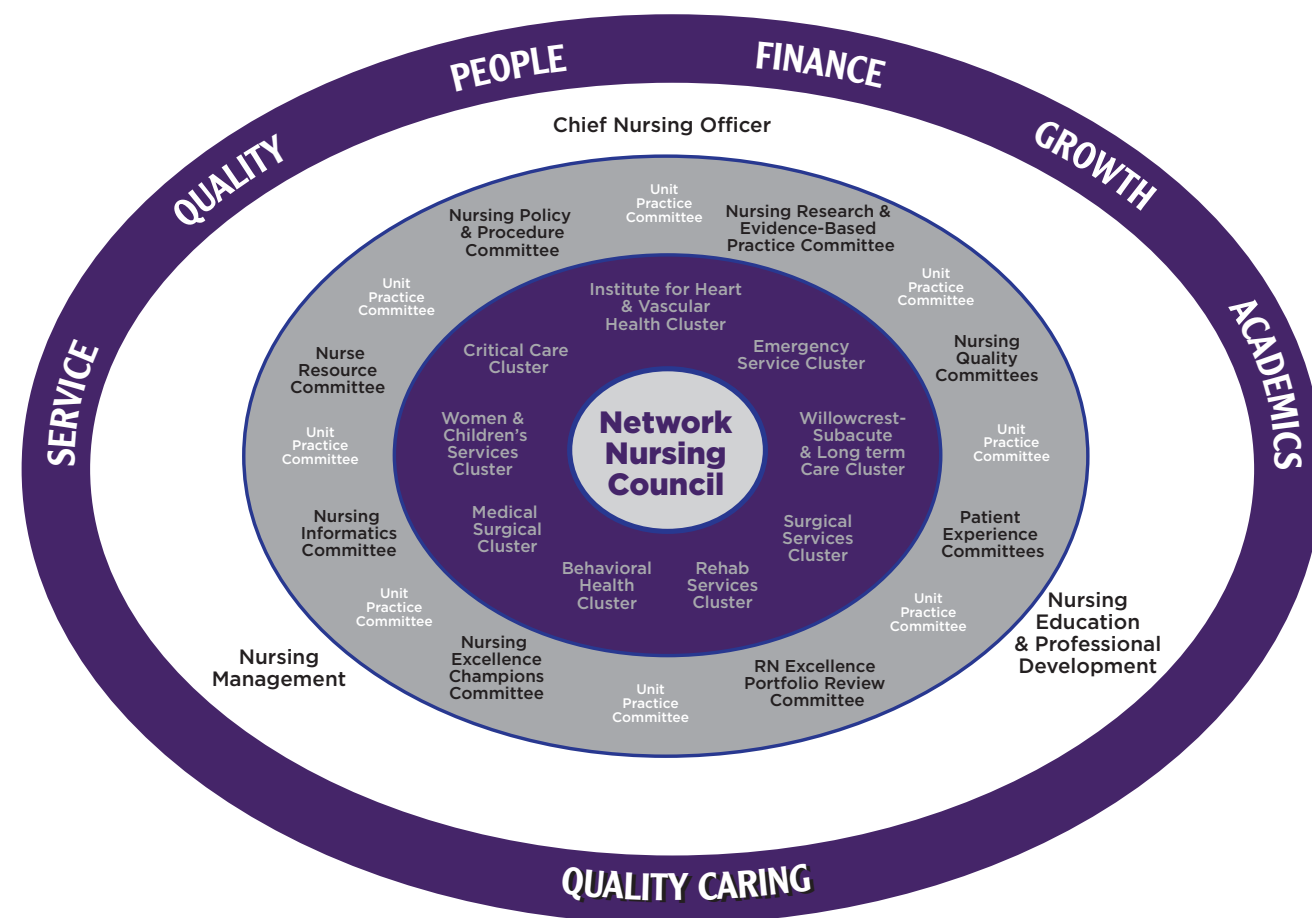 PEOPLE
FINANCE
QUALITY
GROWTH
SERVICE
ACADEMICS
QUALITY CARING
Chief Nursing Officer
Nursing
Management
Nursing
Education
& Professional
Development
Unit
Practice
Committee
Nursing Policy
& Procedure
Committee
Nursing Research &
Evidence-Based
Practice Committee
Unit
Practice
Committee
Unit
Practice
Committee
Nurse
Resource
Committee
Nursing
Quality
Committees
Unit
Practice
Committee
Unit
Practice
Committee
Nursing
Informatics
Committee
Patient
Experience
Committees
Unit
Practice
Committee
Unit
Practice
Committee
Nursing
Excellence
Champions
Committee
RN Excellence
Portfolio Review
Committee
Unit
Practice
Committee
Institute for Heart
& Vascular
Health Cluster
Critical Care
Cluster
Emergency
Service Cluster
Women &
Children's
Services
Cluster
Willowcrest-
Subacute
& Long term
Care Cluster
Medical
Surgical
Cluster
Surgical
Services
Cluster
Behavioral
Health
Cluster
Rehab
Services
Cluster
Network
Nursing
Council